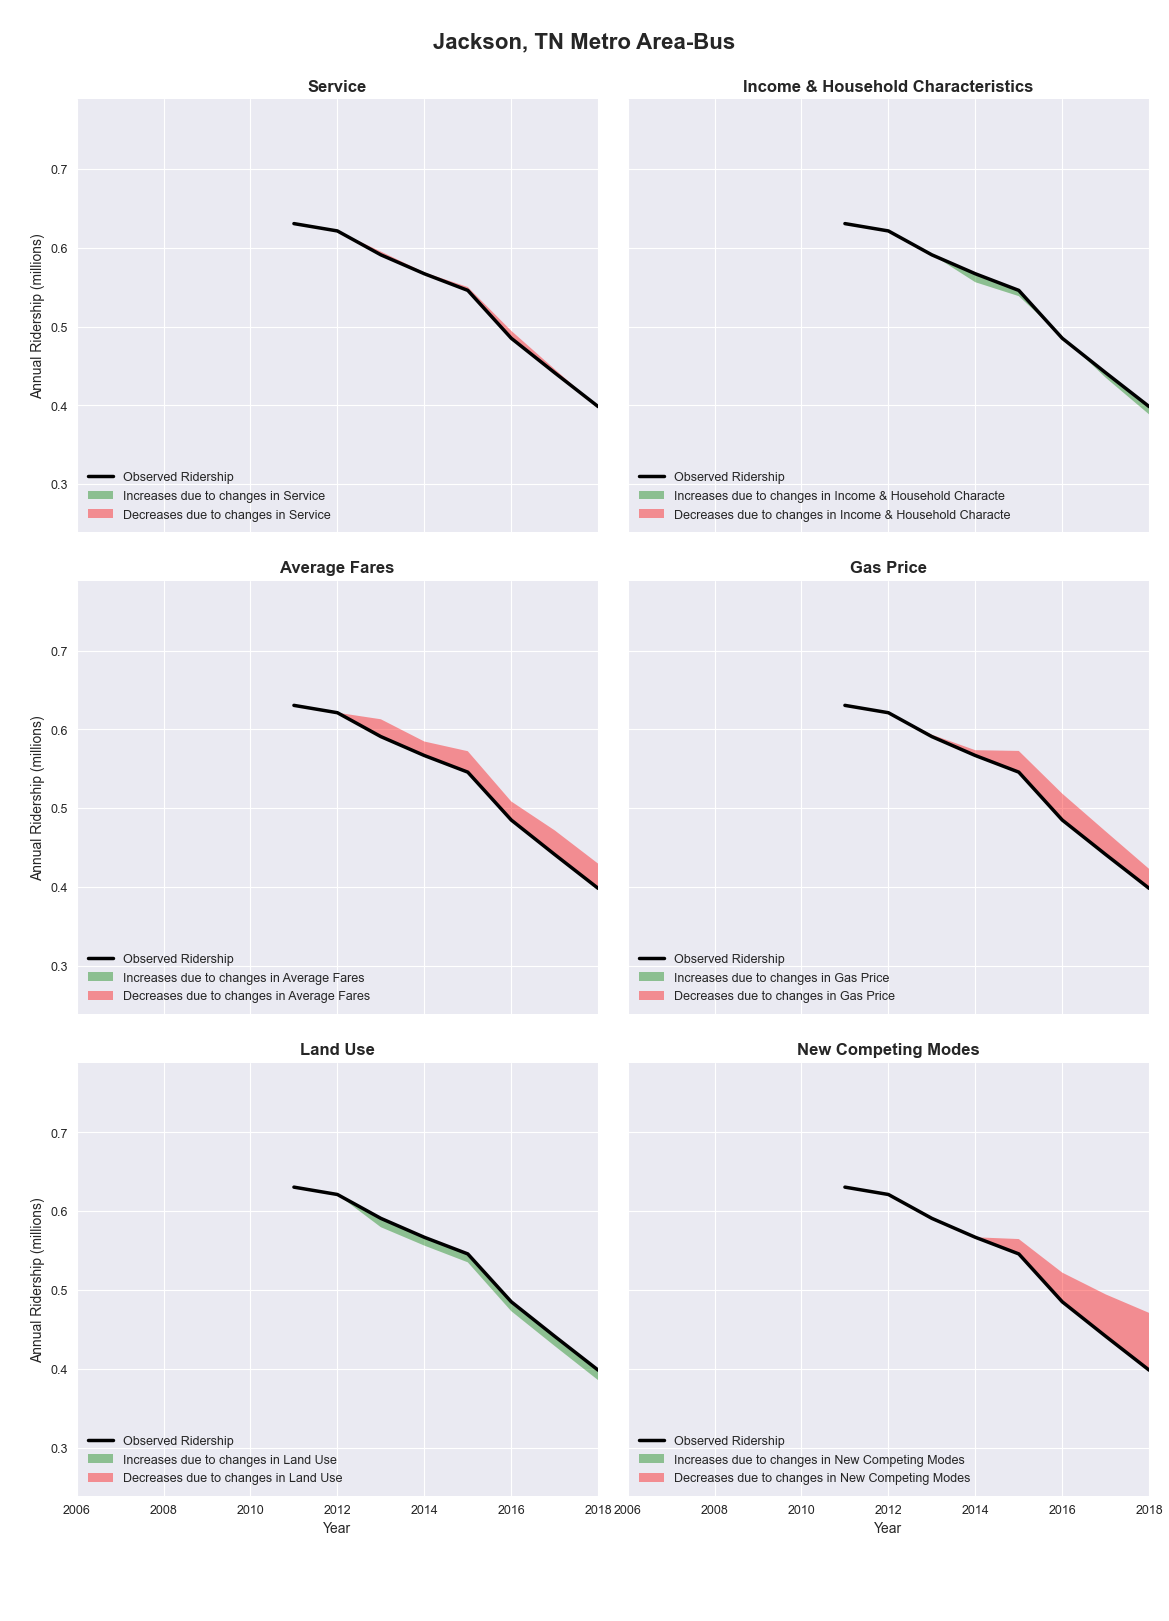 Jackson, TN Metro Area-Bus
Service
Income & Household Characteristics
Annual Ridership (millions)
0.7
0.6
0.5
0.4
0.3
Observed Ridership
Increases due to changes in Service
Decreases due to changes in Service
Observed Ridership
Increases due to changes in Income & Household Characte
Decreases due to changes in Income & Household Characte
Average Fares
Gas Price
Annual Ridership (millions)
0.7
0.6
0.5
0.4
0.3
Observed Ridership
Increases due to changes in Average Fares
Decreases due to changes in Average Fares
Observed Ridership
Increases due to changes in Gas Price
Decreases due to changes in Gas Price
Land Use
New Competing Modes
Annual Ridership (millions)
0.7
0.6
0.5
0.4
0.3
Observed Ridership
Increases due to changes in Land Use
Decreases due to changes in Land Use
Observed Ridership
Increases due to changes in New Competing Modes
Decreases due to changes in New Competing Modes
2006 2008 2010 2012 2014 2016 2018
Year
2006 2008 2010 2012 2014 2016 2018
Year